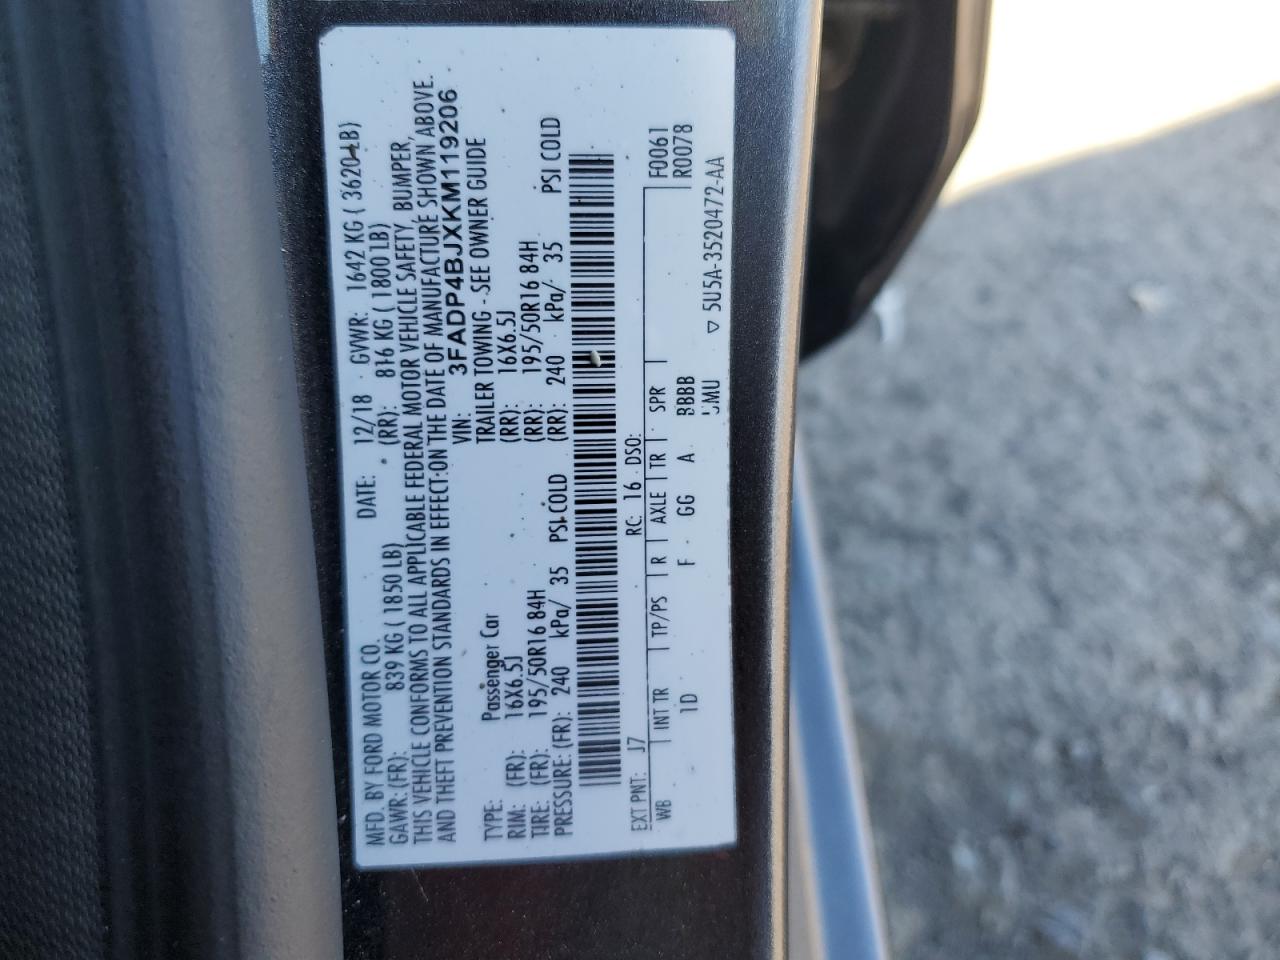 MFD. BY FORD MOTOR CO. DATE: 12/18 GVWR: 1642 KG ( 3620 LB)
GAWR: (FR): 839 KG ( 1850 LB) (RR): 816 KG ( 1800 LB)
THIS VEHICLE CONFORMS TO ALL APPLICABLE FEDERAL MOTOR VEHICLE SAFETY, BUMPER,
AND THEFT PREVENTION STANDARDS IN EFFECT ON THE DATE OF MANUFACTURE SHOWN ABOVE.
VIN: 3FADP4BJXKM119206
TYPE: Passenger Car TRAILER TOWING - SEE OWNER GUIDE
RIM: (FR): 16X6.5J (RR): 16X6.5J
TIRE: (FR): 195/50R16 84H (RR): 195/50R16 84H
PRESSURE: (FR): 240 kPa/ 35 PSI COLD (RR): 240 kPa/ 35 PSI COLD
EXT PNT: J7 RC: 16 DSO: F0061
WB INT TR TP/PS R AXLE TR SPR R0078
1D F GG A BBBB
UMU ▽ 5U5A-3520472-AA